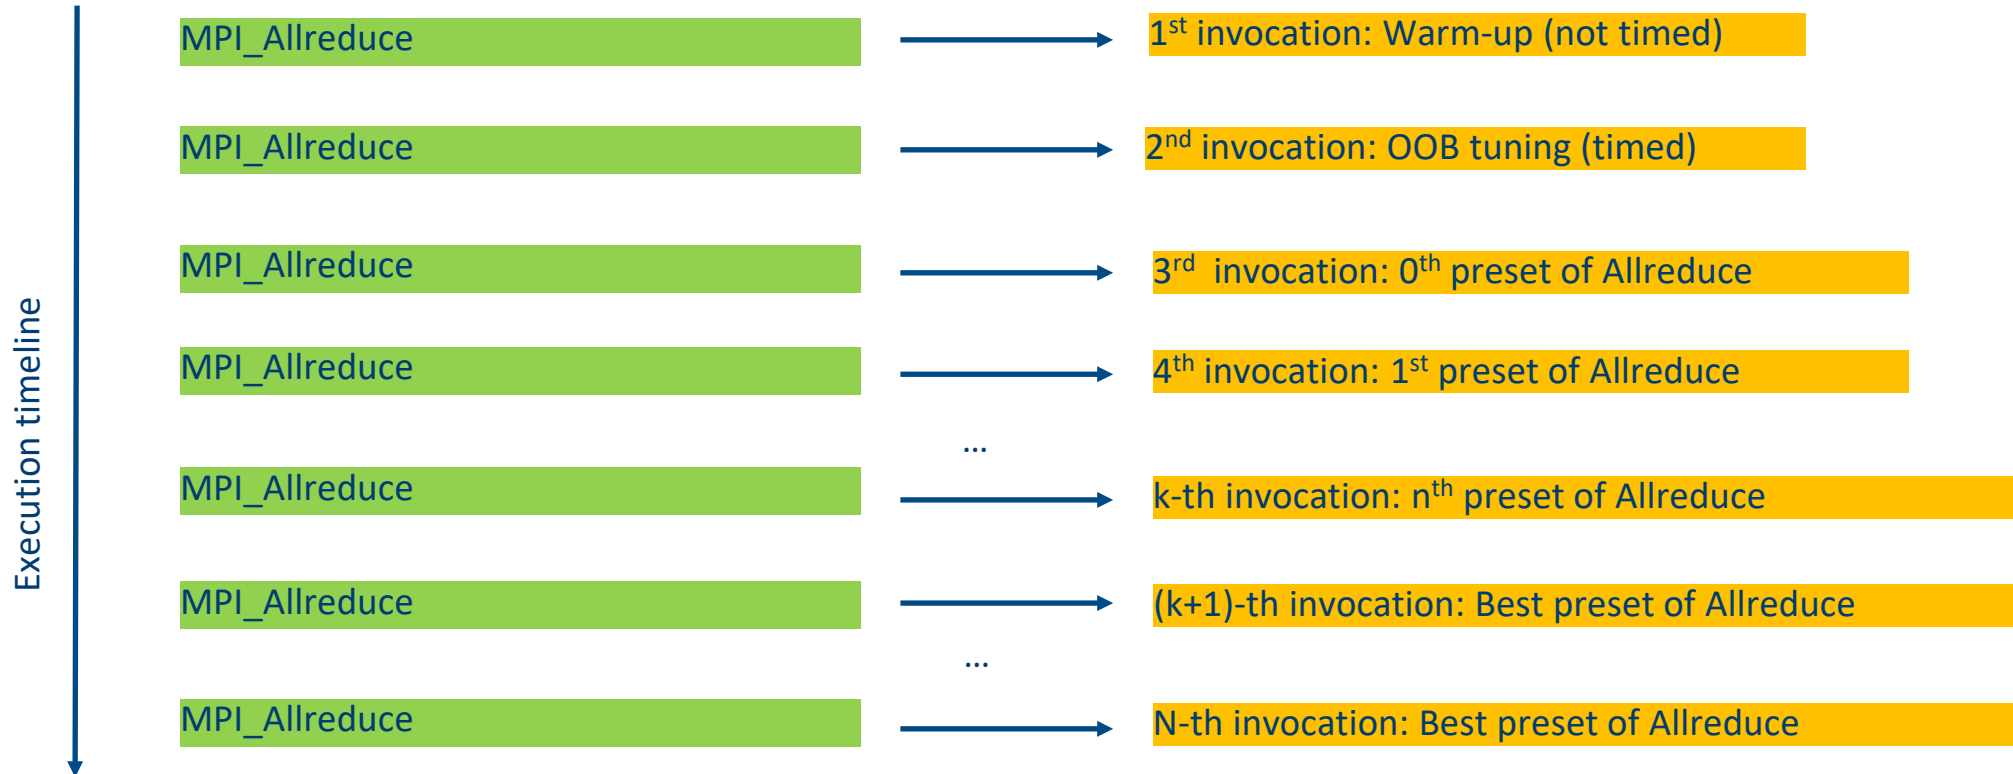 Execution timeline
MPI_Allreduce
1st invocation: Warm-up (not timed)
MPI_Allreduce
2nd invocation: OOB tuning (timed)
MPI_Allreduce
3rd invocation: 0th preset of Allreduce
MPI_Allreduce
4th invocation: 1st preset of Allreduce
...
MPI_Allreduce
k-th invocation: nth preset of Allreduce
MPI_Allreduce
(k+1)-th invocation: Best preset of Allreduce
...
MPI_Allreduce
N-th invocation: Best preset of Allreduce